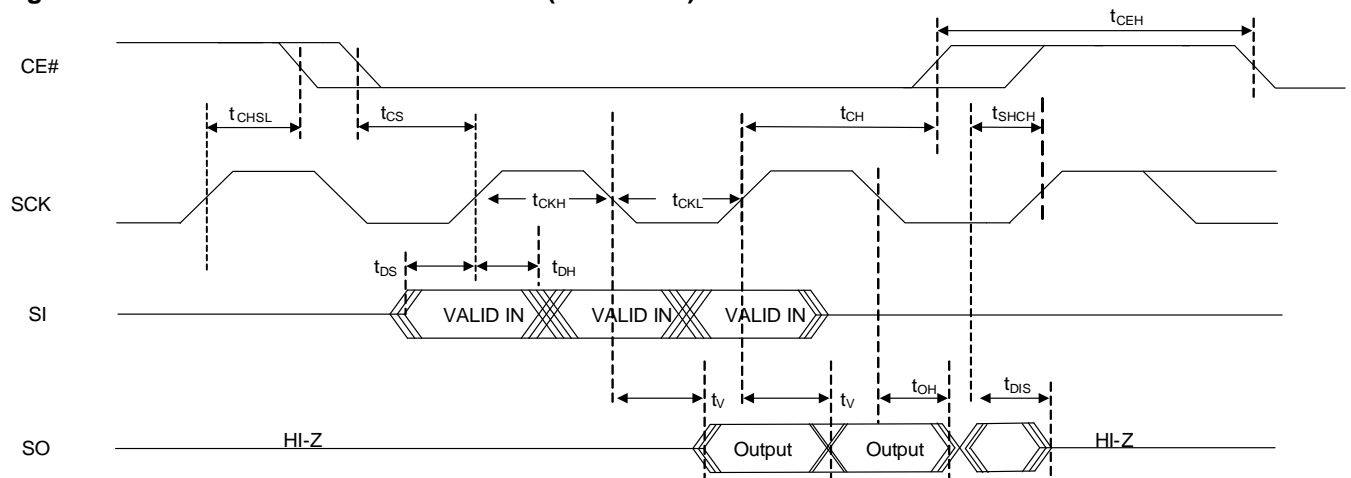 tCEH
CE#
tCHSL
tCS
tCH
tSHCH
SCK
tCKH
tCKL
tDS
tDH
SI
VALID IN
VALID IN
VALID IN
tV
tV
tOH
tDIS
SO
HI-Z
Output
Output
HI-Z